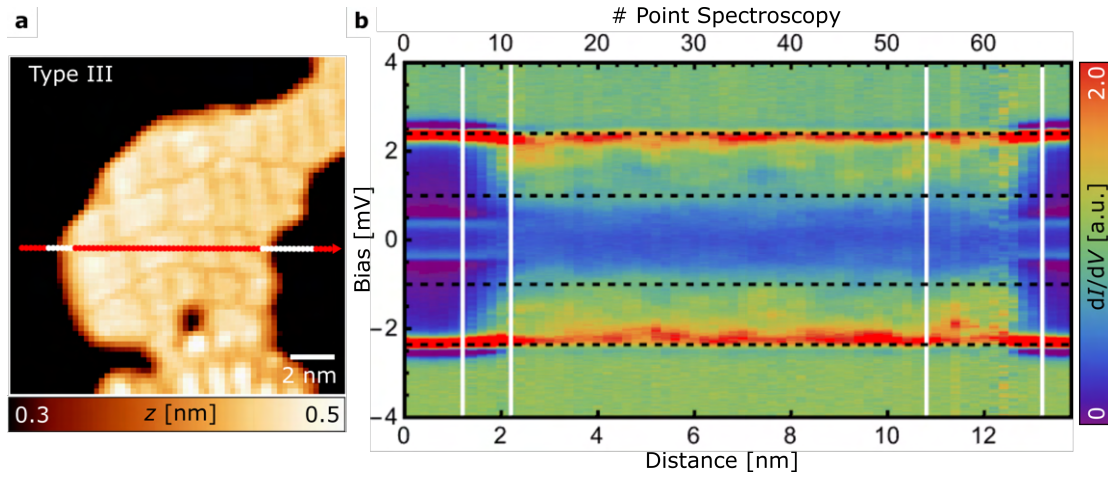 a
Type III
2 nm
0.3 z [nm] 0.5
b
# Point Spectroscopy
0 10 20 30 40 50 60
4
2
0
−2
−4
Bias [mV]
0 2 4 6 8 10 12
Distance [nm]
2.0
dI/dV [a.u.]
0